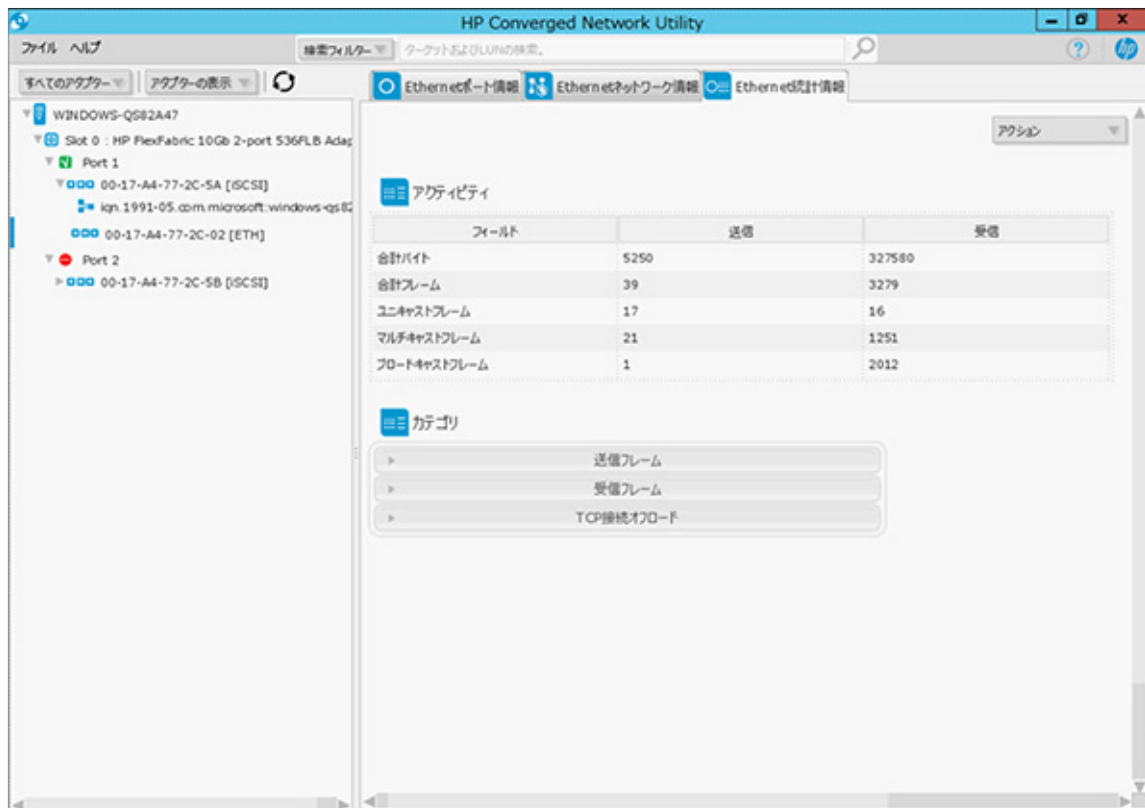 HP Converged Network Utility
ファイル ヘルプ
検索フィルター
ターゲットおよびLUNの検索。
すべてのアダプター アダプターの表示
Ethernetポート情報 Ethernetネットワーク情報 Ethernet統計情報
WINDOWS-QS82A47
Slot 0 : HP FlexFabric 10Gb 2-port 536FLB Adap
Port 1
00-17-A4-77-2C-5A [iSCSI]
iqn.1991-05.com.microsoft:windows-qs82
00-17-A4-77-2C-02 [ETH]
Port 2
00-17-A4-77-2C-5B [iSCSI]
アクション
アクティビティ
フィールド 送信 受信
合計バイト 5250 327580
合計フレーム 39 3279
ユニキャストフレーム 17 16
マルチキャストフレーム 21 1251
ブロードキャストフレーム 1 2012
カテゴリ
送信フレーム
受信フレーム
TCP接続オフロード